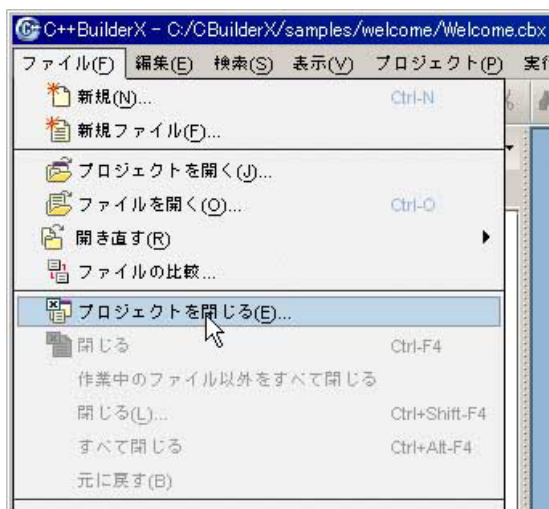 C++BuilderX - C:/CBuilderX/samples/welcome/Welcome.cbx
ファイル(F) 編集(E) 検索(S) 表示(V) プロジェクト(P) 実行
新規(N)... Ctrl-N
新規ファイル(F)...
プロジェクトを開く(J)...
ファイルを開く(O)... Ctrl-O
開き直す(R)
ファイルの比較...
プロジェクトを閉じる(E)...
閉じる Ctrl-F4
作業中のファイル以外をすべて閉じる
閉じる(L)... Ctrl+Shift-F4
すべて閉じる Ctrl+Alt-F4
元に戻す(B)